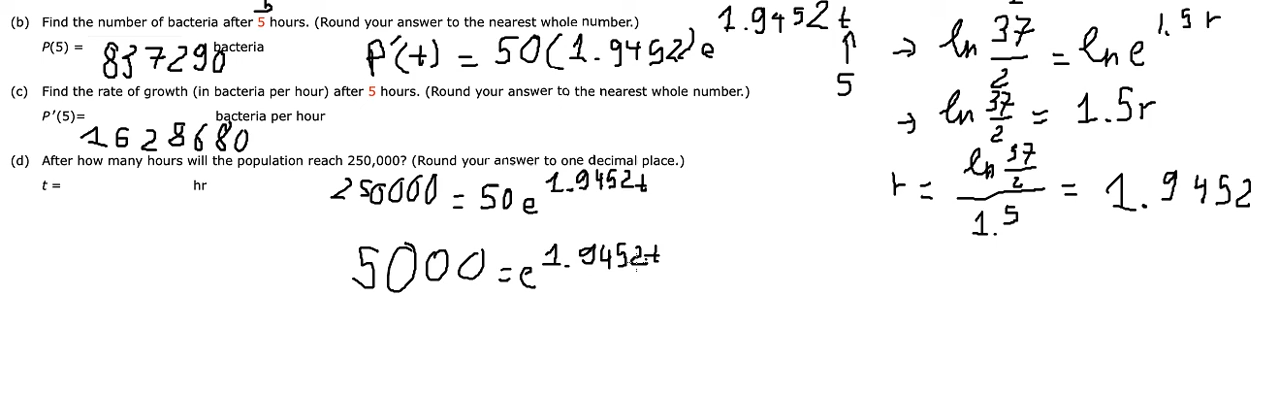 (b) Find the number of bacteria after 5 hours. (Round your answer to the nearest whole number.)
P(5) = 837290 bacteria
P'(t) = 50(1.9452)e^1.9452t
5
(c) Find the rate of growth (in bacteria per hour) after 5 hours. (Round your answer to the nearest whole number.)
P'(5)= 1628680 bacteria per hour
(d) After how many hours will the population reach 250,000? (Round your answer to one decimal place.)
t = hr
250000 = 50e^1.9452t
5000 = e^1.9452t
→ ln 37/2 = ln e^1.5r
→ ln 37/2 = 1.5r
r = ln 37/2 / 1.5 = 1.9452